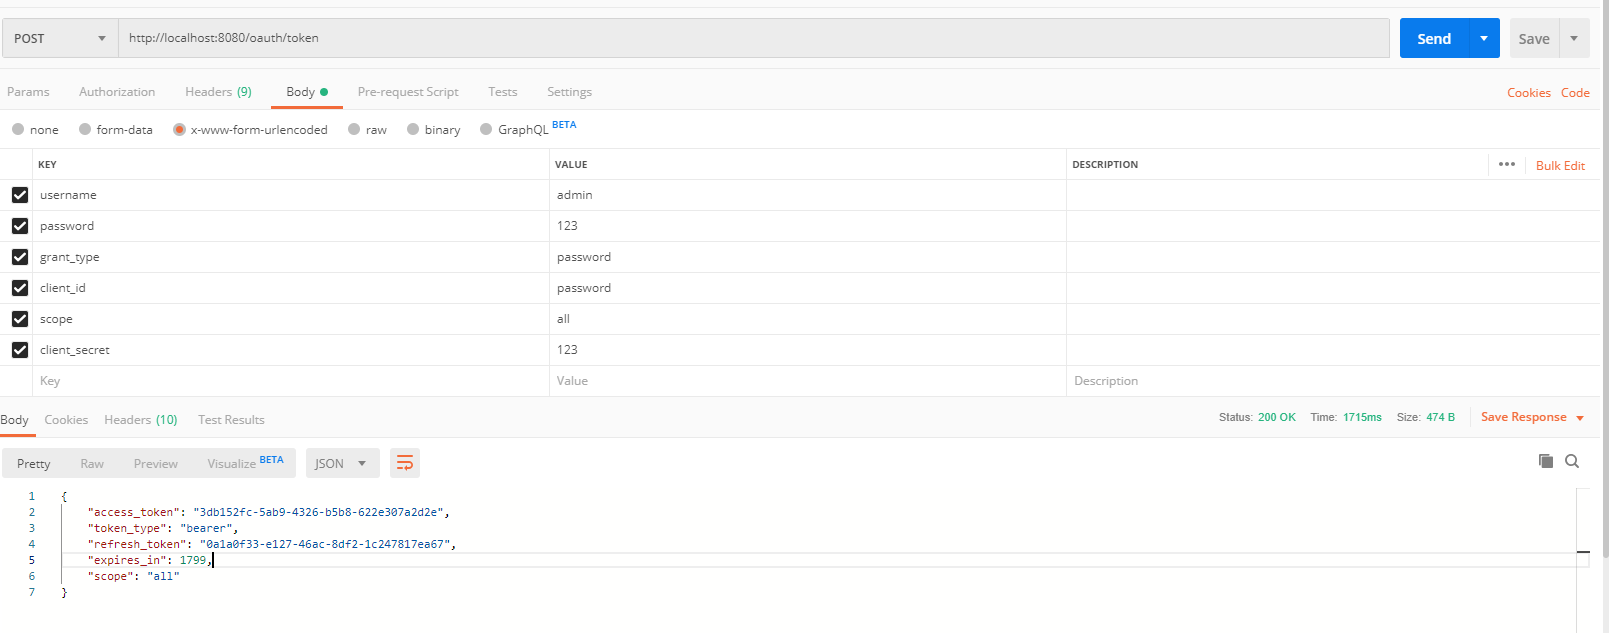 POST http://localhost:8080/oauth/token Send Save
Params Authorization Headers (9) Body Pre-request Script Tests Settings Cookies Code
none form-data x-www-form-urlencoded raw binary GraphQL BETA
KEY VALUE DESCRIPTION ••• Bulk Edit
username admin
password 123
grant_type password
client_id password
scope all
client_secret 123
Key Value Description
Body Cookies Headers (10) Test Results Status: 200 OK Time: 1715ms Size: 474 B Save Response
Pretty Raw Preview Visualize BETA JSON
1 {
2 "access_token": "3db152fc-5ab9-4326-b5b8-622e307a2d2e",
3 "token_type": "bearer",
4 "refresh_token": "0a1a0f33-e127-46ac-8df2-1c247817ea67",
5 "expires_in": 1799,
6 "scope": "all"
7 }